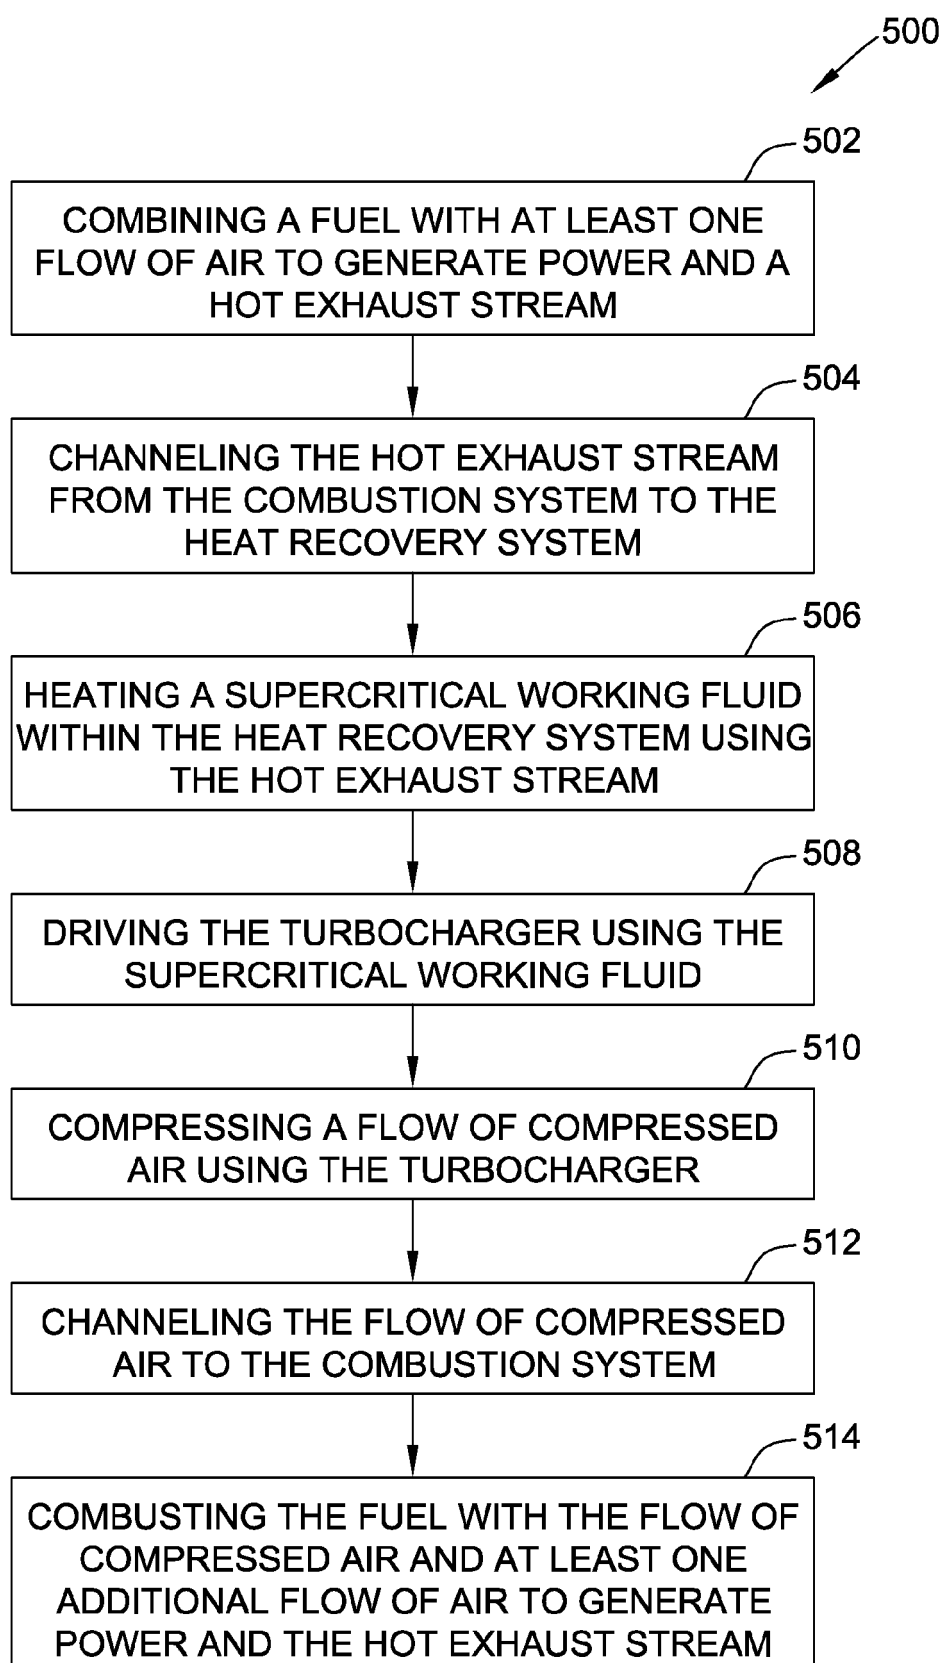 500
502
COMBINING A FUEL WITH AT LEAST ONE
FLOW OF AIR TO GENERATE POWER AND A
HOT EXHAUST STREAM
504
CHANNELING THE HOT EXHAUST STREAM
FROM THE COMBUSTION SYSTEM TO THE
HEAT RECOVERY SYSTEM
506
HEATING A SUPERCRITICAL WORKING FLUID
WITHIN THE HEAT RECOVERY SYSTEM USING
THE HOT EXHAUST STREAM
508
DRIVING THE TURBOCHARGER USING THE
SUPERCRITICAL WORKING FLUID
510
COMPRESSING A FLOW OF COMPRESSED
AIR USING THE TURBOCHARGER
512
CHANNELING THE FLOW OF COMPRESSED
AIR TO THE COMBUSTION SYSTEM
514
COMBUSTING THE FUEL WITH THE FLOW OF
COMPRESSED AIR AND AT LEAST ONE
ADDITIONAL FLOW OF AIR TO GENERATE
POWER AND THE HOT EXHAUST STREAM